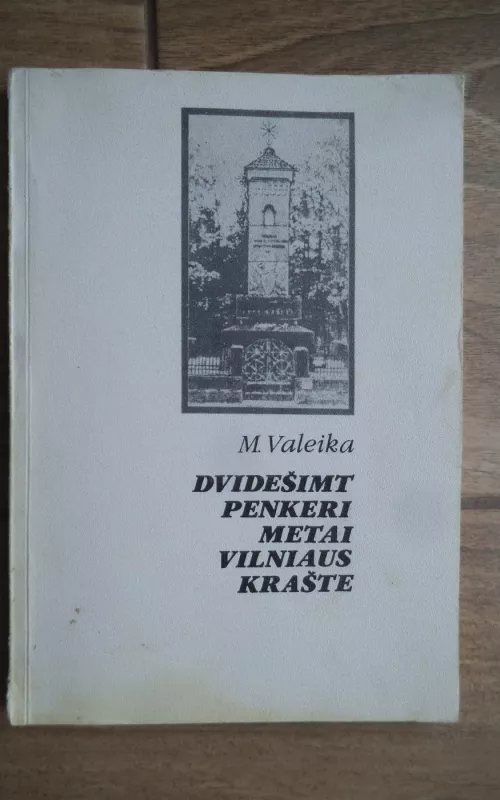 M. Valeika
DVIDEŠIMT
PENKERI
METAI
VILNIAUS
KRAŠTE